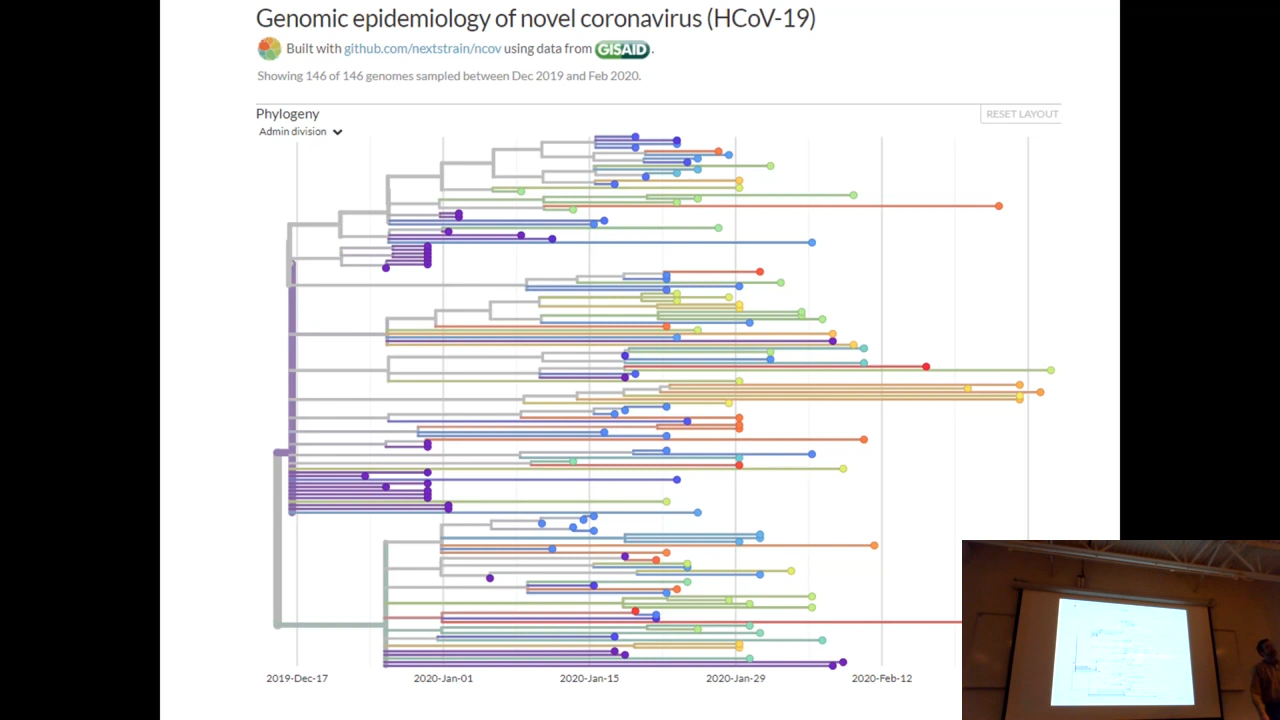 Genomic epidemiology of novel coronavirus (HCoV-19)
Built with github.com/nextstrain/ncov using data from GISAID.
Showing 146 of 146 genomes sampled between Dec 2019 and Feb 2020.
Phylogeny
RESET LAYOUT
Admin division
2019-Dec-17 2020-Jan-01 2020-Jan-15 2020-Jan-29 2020-Feb-12